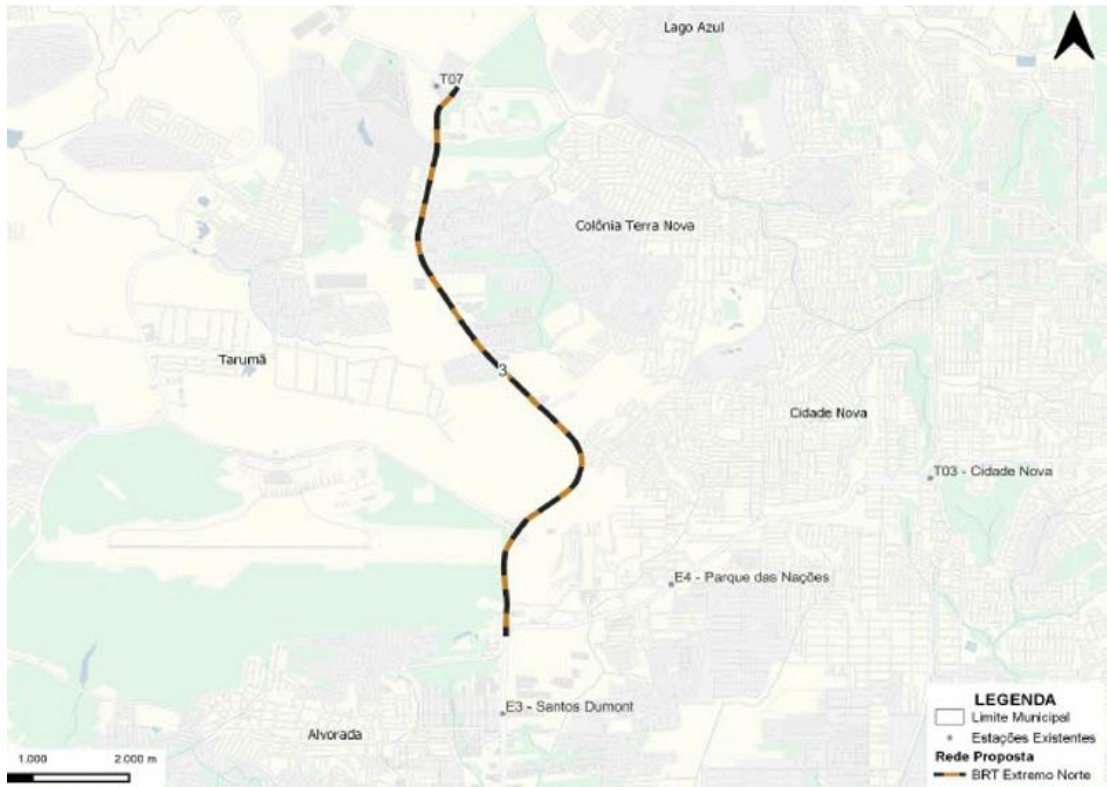 Lago Azul
T07
Colônia Terra Nova
Tarumã
3
Cidade Nova
T03 - Cidade Nova
E4 - Parque das Nações
E3 - Santos Dumont
Alvorada
LEGENDA
Limite Municipal
Estações Existentes
Rede Proposta
BRT Extremo Norte
1.000 2.000 m